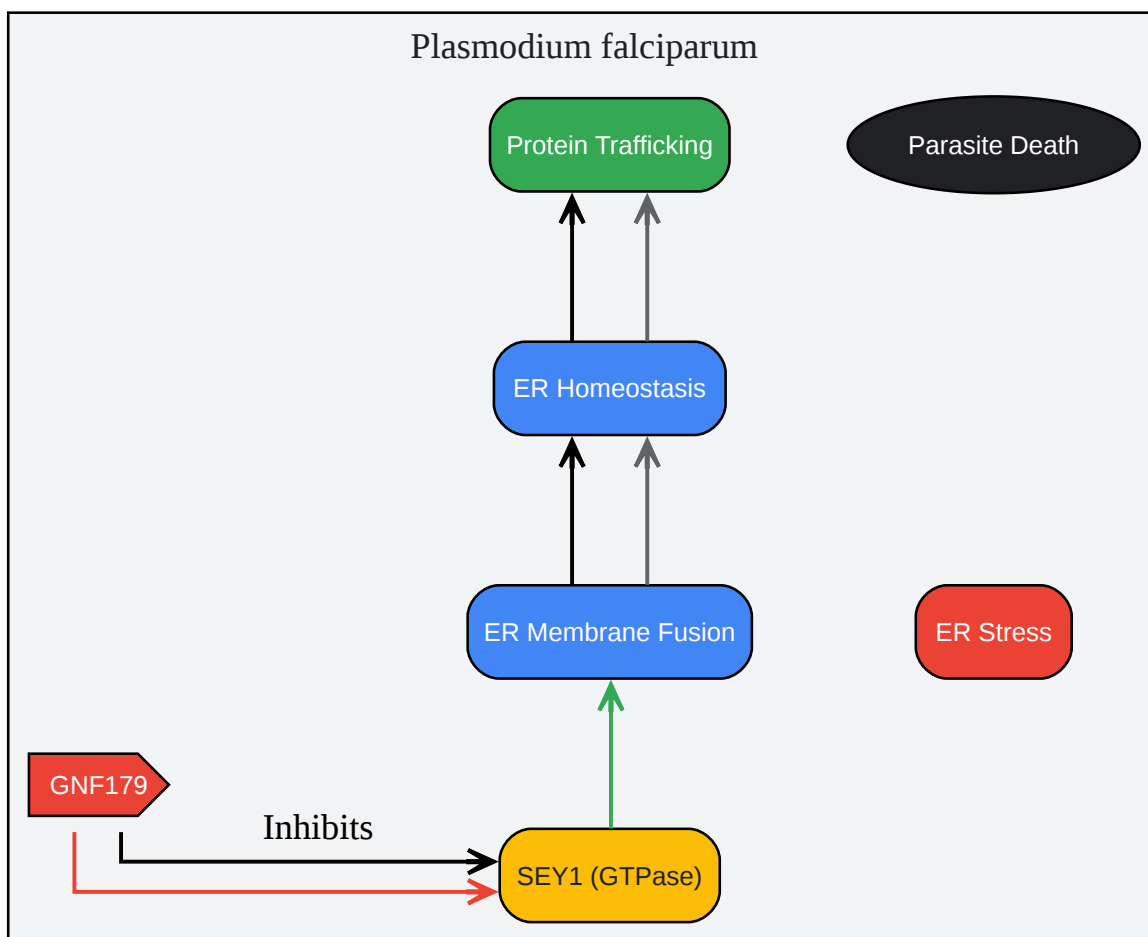 Plasmodium falciparum
Protein Trafficking
Parasite Death
ER Homeostasis
ER Membrane Fusion
ER Stress
GNF179
Inhibits
SEY1 (GTPase)